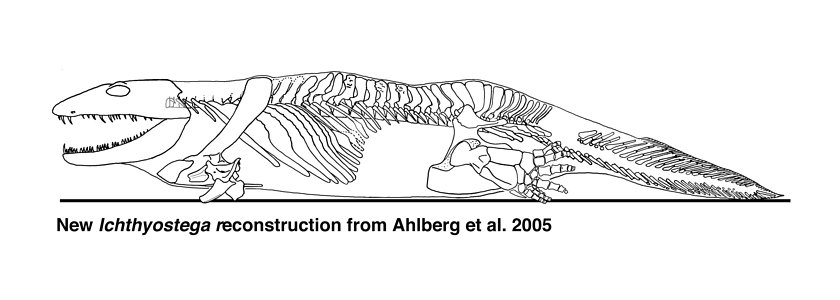 New Ichthyostega reconstruction from Ahlberg et al. 2005